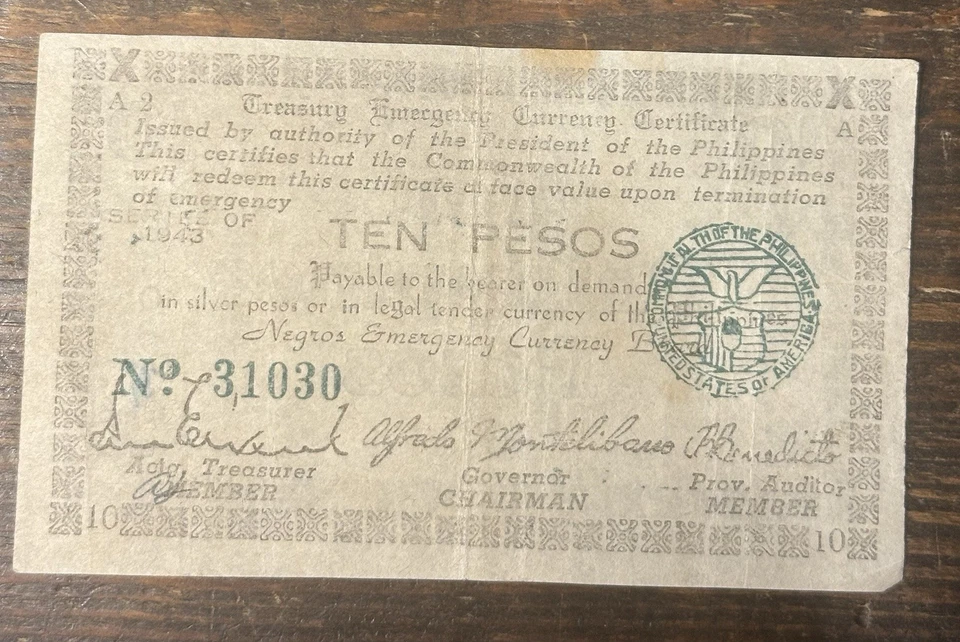 X X
A 2 Treasury Emergency Currency Certificate A
Issued by authority of the President of the Philippines
This certifies that the Commonwealth of the Philippines
will redeem this certificate at face value upon termination
of emergency
SERIES OF
1943
TEN PESOS
Payable to the bearer on demand
in silver pesos or in legal tender currency of the Philippines
Negros Emergency Currency Board
COMMONWEALTH OF THE PHILIPPINES
UNITED STATES OF AMERICA
Nº 31030
Alfredo Montelibano
Benedicto
Actg. Treasurer Governor Prov. Auditor
MEMBER CHAIRMAN MEMBER
10 10